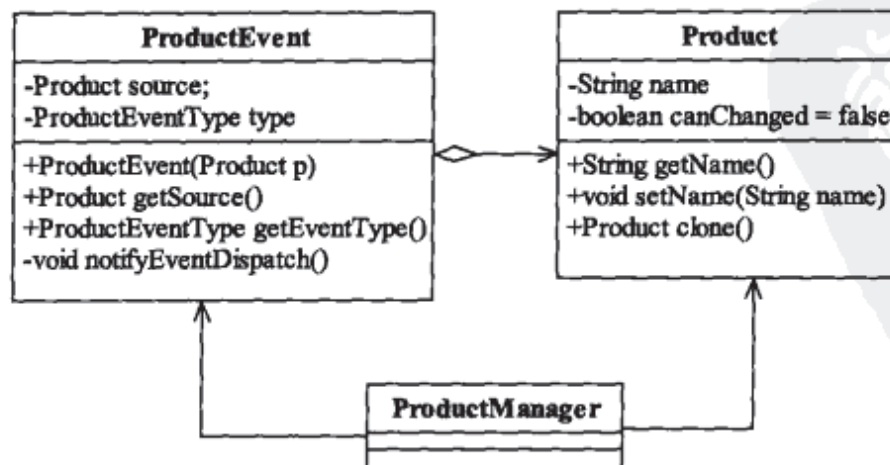 ProductEvent
-Product source;
-ProductEventType type
+ProductEvent(Product p)
+Product getSource()
+ProductEventType getEventType()
-void notifyEventDispatch()
Product
-String name
-boolean canChanged = false
+String getName()
+void setName(String name)
+Product clone()
ProductManager